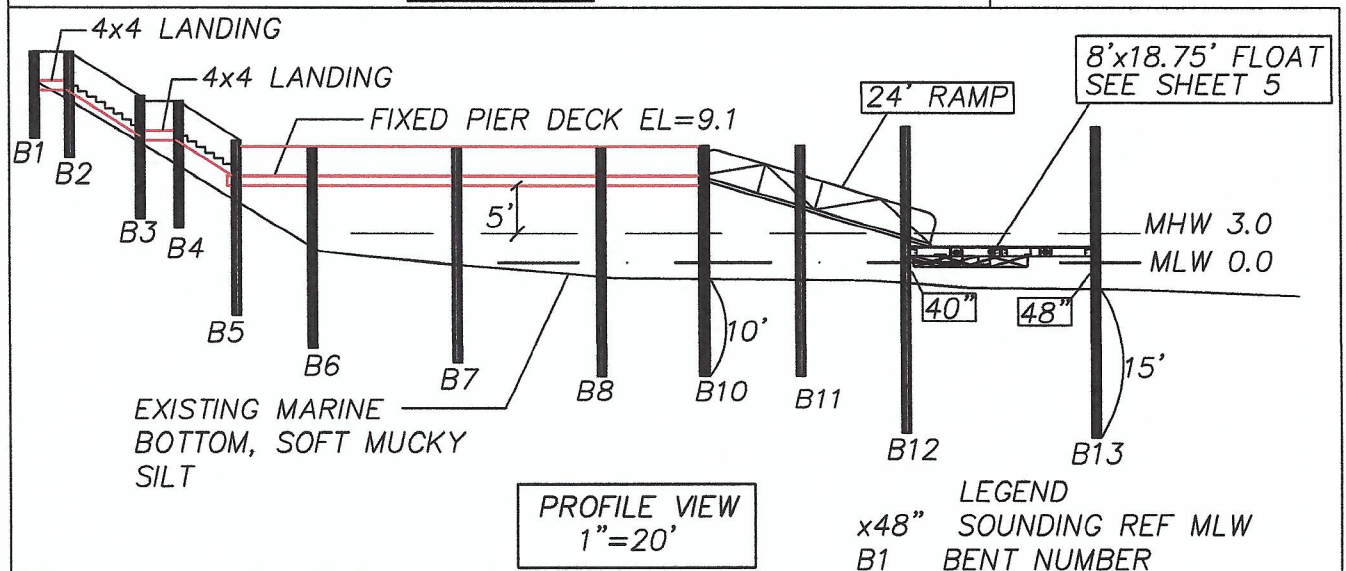 4x4 LANDING
4x4 LANDING
FIXED PIER DECK EL=9.1
24' RAMP
8'x18.75' FLOAT
SEE SHEET 5
B1
B2
B3
B4
B5
B6
B7
B8
B10
B11
B12
B13
5'
MHW 3.0
MLW 0.0
40"
48"
10'
15'
EXISTING MARINE
BOTTOM, SOFT MUCKY
SILT
PROFILE VIEW
1"=20'
LEGEND
x48" SOUNDING REF MLW
B1 BENT NUMBER